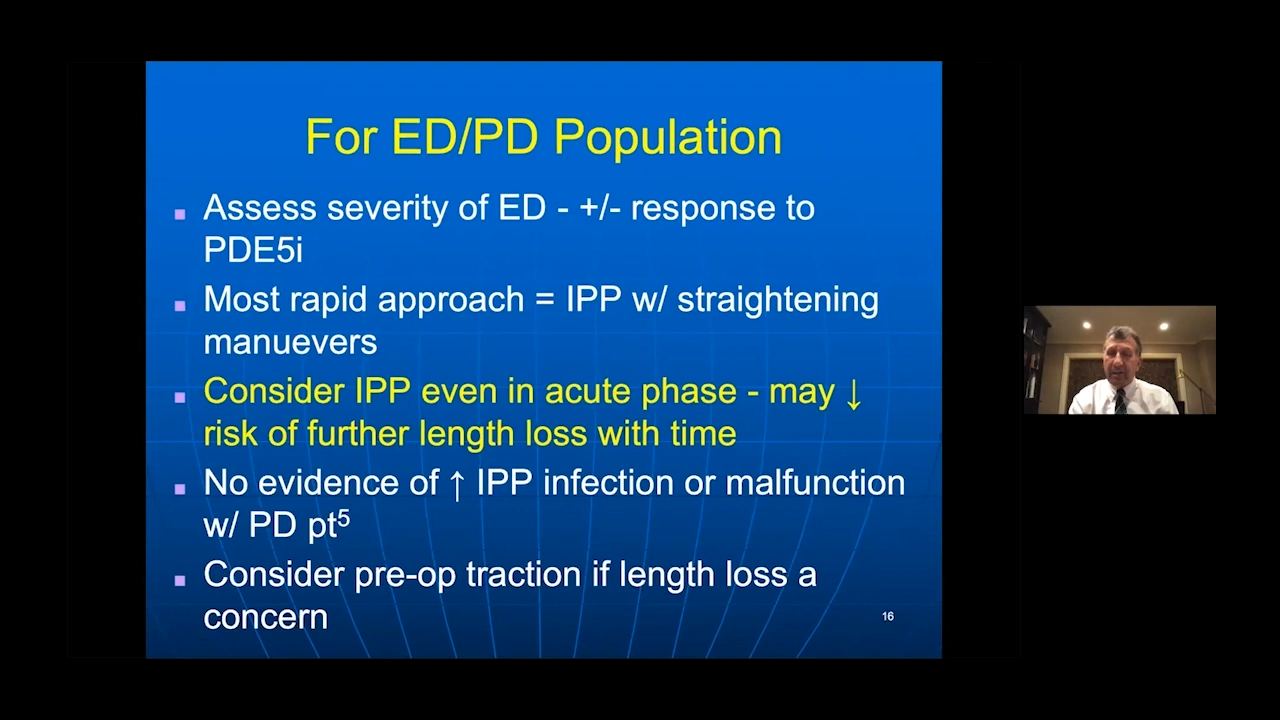 For ED/PD Population
Assess severity of ED - +/- response to
PDE5i
Most rapid approach = IPP w/ straightening
manuevers
Consider IPP even in acute phase - may ↓
risk of further length loss with time
No evidence of ↑ IPP infection or malfunction
w/ PD pt⁵
Consider pre-op traction if length loss a
concern
16